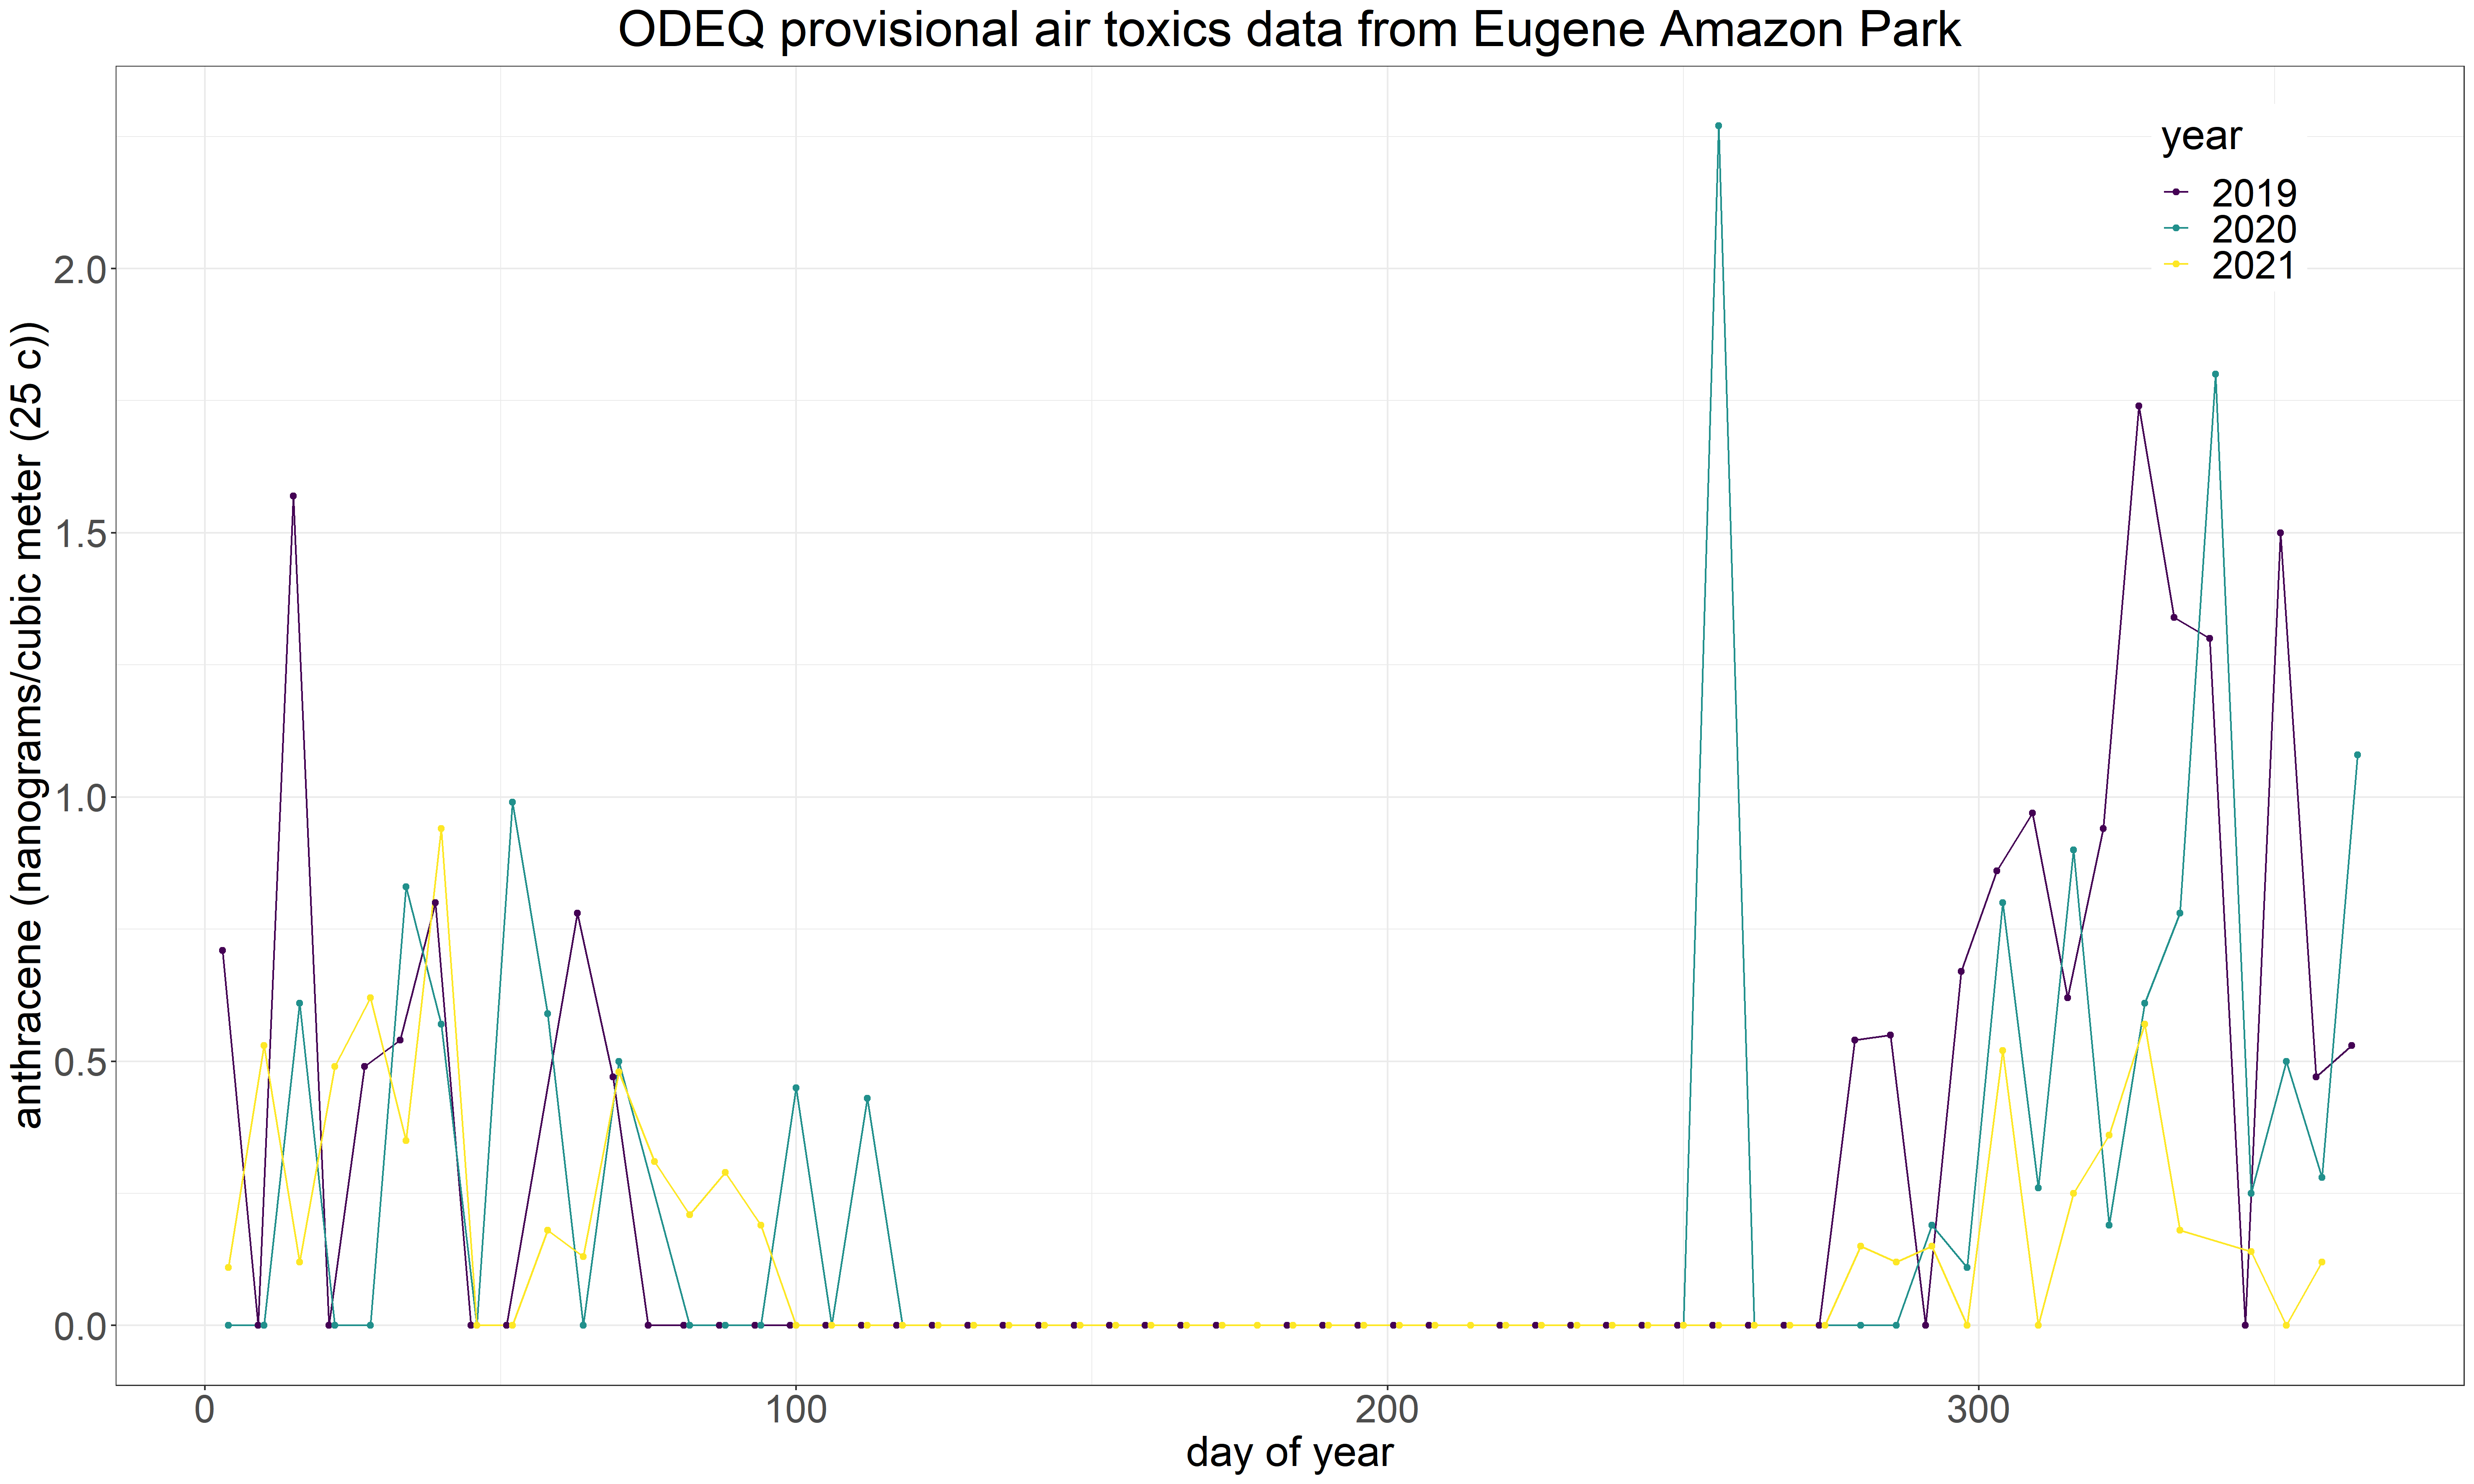 ODEQ provisional air toxics data from Eugene Amazon Park
year
2019
2020
2021
anthracene (nanograms/cubic meter (25 c))
2.0
1.5
1.0
0.5
0.0
0 100 200 300
day of year